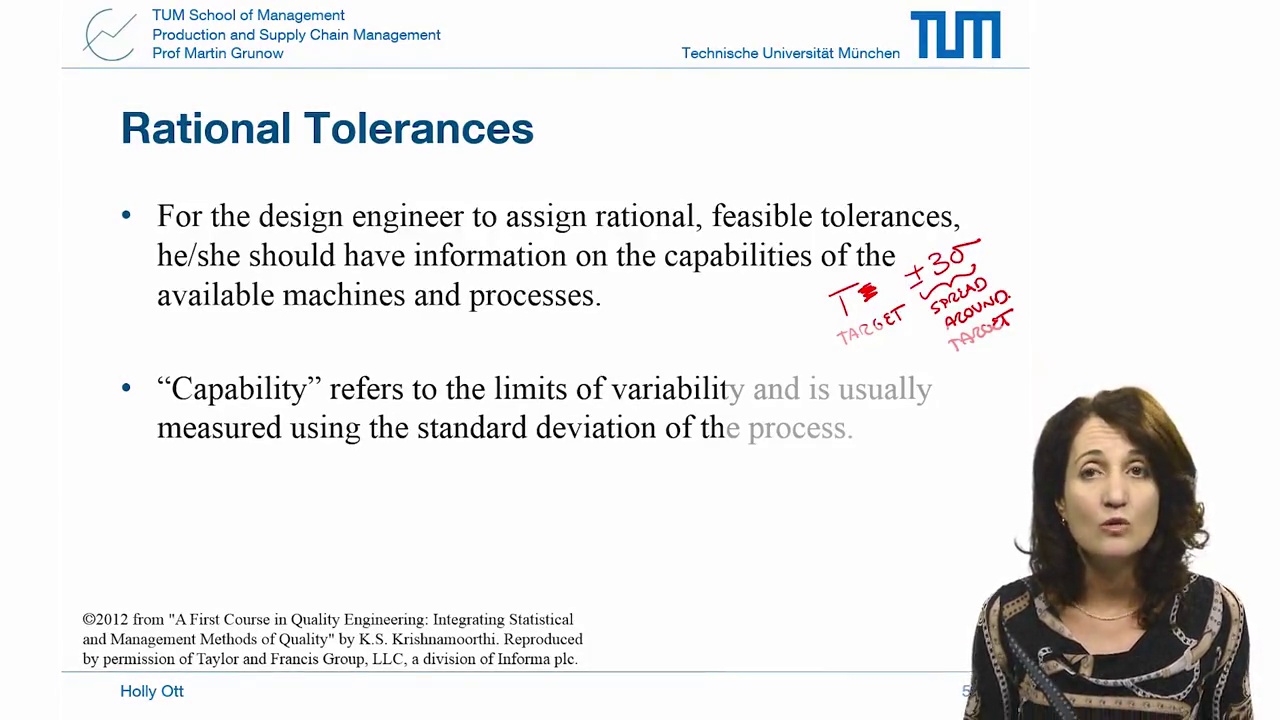 TUM School of Management
Production and Supply Chain Management
Prof Martin Grunow
Technische Universität München
TUM
Rational Tolerances
• For the design engineer to assign rational, feasible tolerances,
he/she should have information on the capabilities of the
available machines and processes.
T ±3σ
TARGET
SPREAD
AROUND
TARGET
• “Capability” refers to the limits of variability and is usually
measured using the standard deviation of the process.
©2012 from "A First Course in Quality Engineering: Integrating Statistical
and Management Methods of Quality" by K.S. Krishnamoorthi. Reproduced
by permission of Taylor and Francis Group, LLC, a division of Informa plc.
Holly Ott